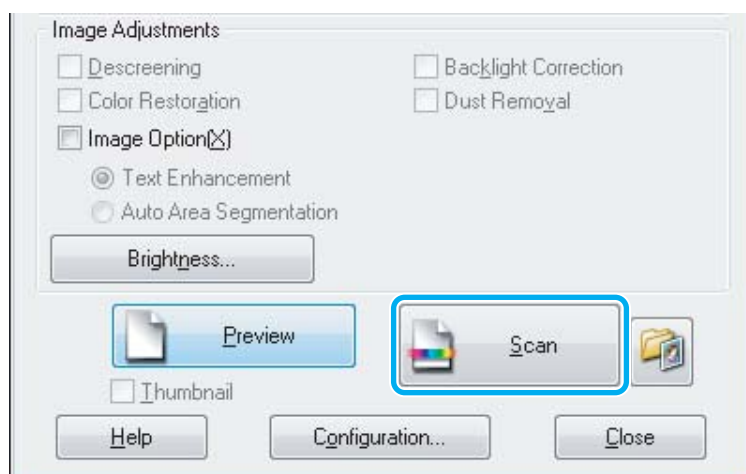 Image Adjustments
Descreening
Backlight Correction
Color Restoration
Dust Removal
Image Option(X)
Text Enhancement
Auto Area Segmentation
Brightness...
Preview
Scan
Thumbnail
Help
Configuration...
Close